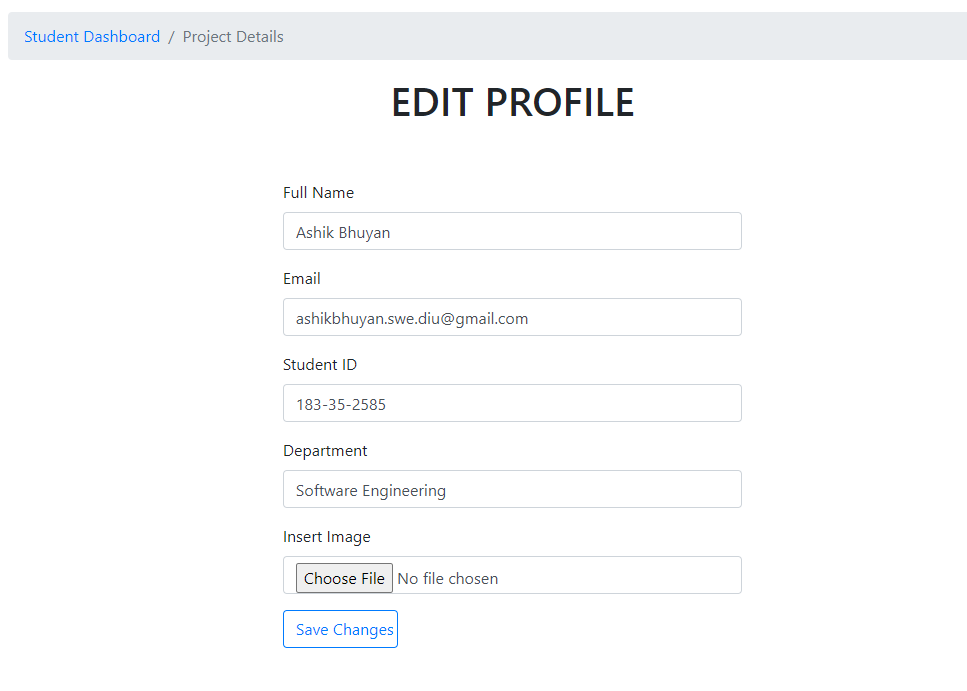 Student Dashboard / Project Details
EDIT PROFILE
Full Name
Ashik Bhuyan
Email
ashikbhuyan.swe.diu@gmail.com
Student ID
183-35-2585
Department
Software Engineering
Insert Image
Choose File No file chosen
Save Changes